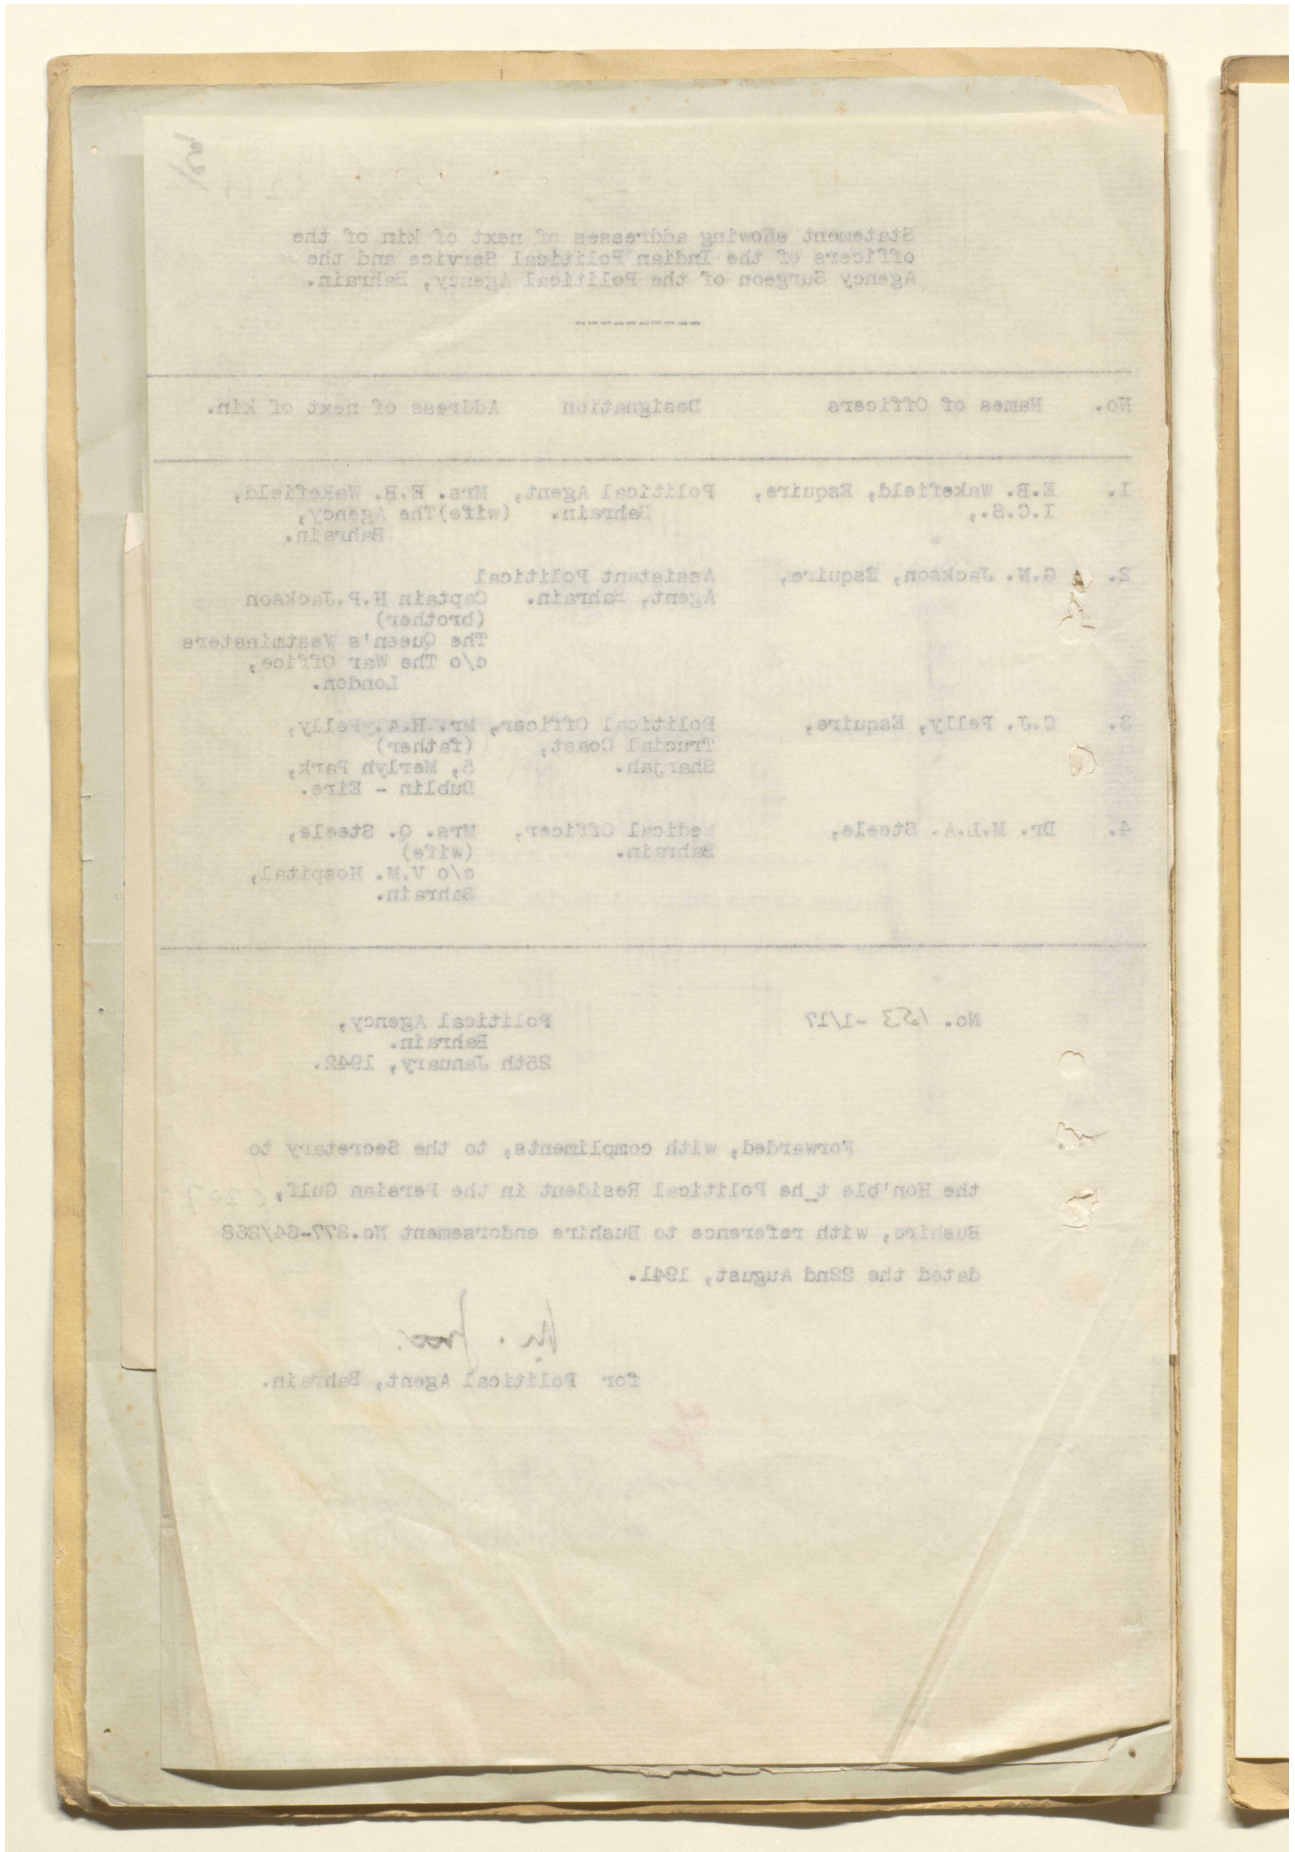 Statement showing addresses of next of kin of the
officers of the Indian Political Service and the
Agency Surgeon of the Political Agency, Bahrain.
-----------
No. Names of Officers Designation Address of next of kin.
1. E.B. Wakefield, Esquire, Political Agent, Mrs. E.B. Wakefield,
I.C.S., Bahrain. (wife) The Agency,
Bahrain.
2. G.N. Jackson, Esquire, Assistant Political
Agent, Bahrain. Captain H.P. Jackson
(brother)
The Queen's Westminsters
c/o The War Office,
London.
3. C.J. Pelly, Esquire, Political Officer, Mr. H.A. Pelly,
Trucial Coast, (father)
Sharjah. 5, Merlyn Park,
Dublin - Eire.
4. Dr. M.L.A. Steele, Medical Officer, Mrs. Q. Steele,
Bahrain. (wife)
c/o V.M. Hospital,
Bahrain.
No. 153-1/17 Political Agency,
Bahrain.
25th January, 1942.
Forwarded, with compliments, to the Secretary to
the Hon'ble t_he Political Resident in the Persian Gulf,
Bushire, with reference to Bushire endorsement No.877-64/268
dated the 22nd August, 1941.
for Political Agent, Bahrain.